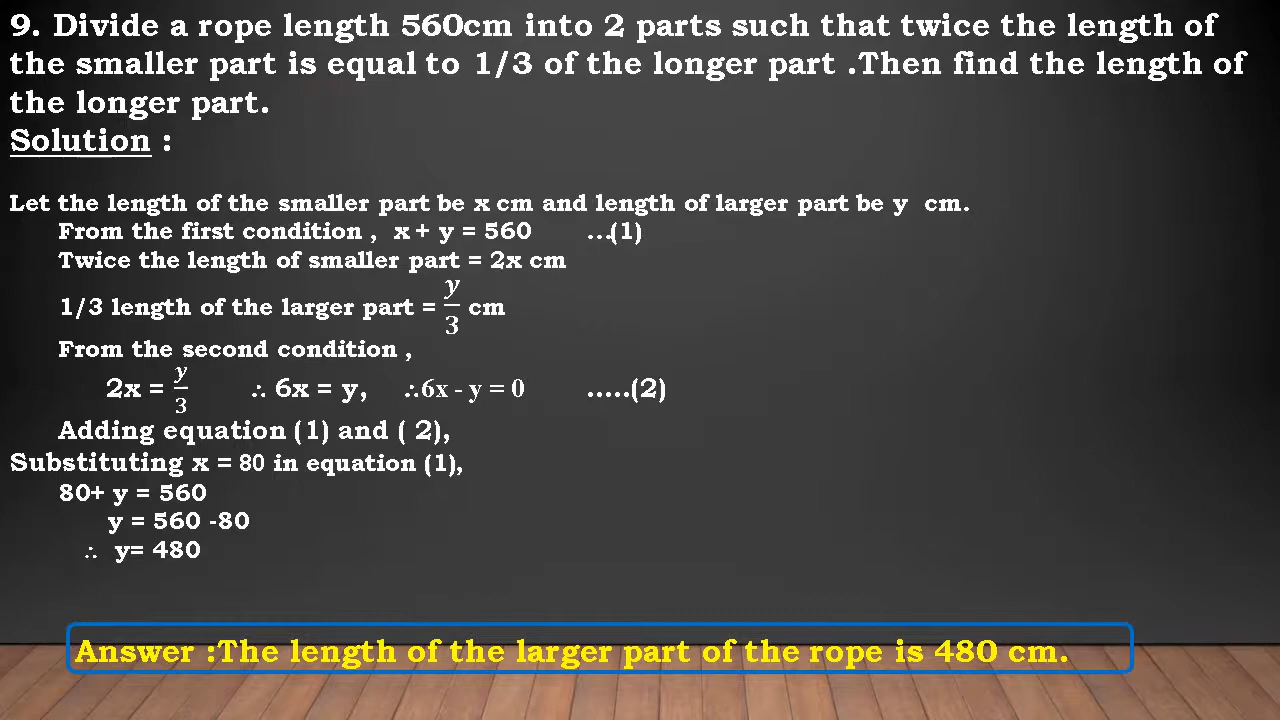 9. Divide a rope length 560cm into 2 parts such that twice the length of
the smaller part is equal to 1/3 of the longer part .Then find the length of
the longer part.
Solution :
Let the length of the smaller part be x cm and length of larger part be y  cm.
From the first condition ,  x + y = 560 ...(1)
Twice the length of smaller part = 2x cm
1/3 length of the larger part = y/3 cm
From the second condition ,
2x = y/3 ∴ 6x = y, ∴6x - y = 0 .....(2)
Adding equation (1) and ( 2),
Substituting x = 80 in equation (1),
80+ y = 560
y = 560 -80
∴ y= 480
Answer :The length of the larger part of the rope is 480 cm.